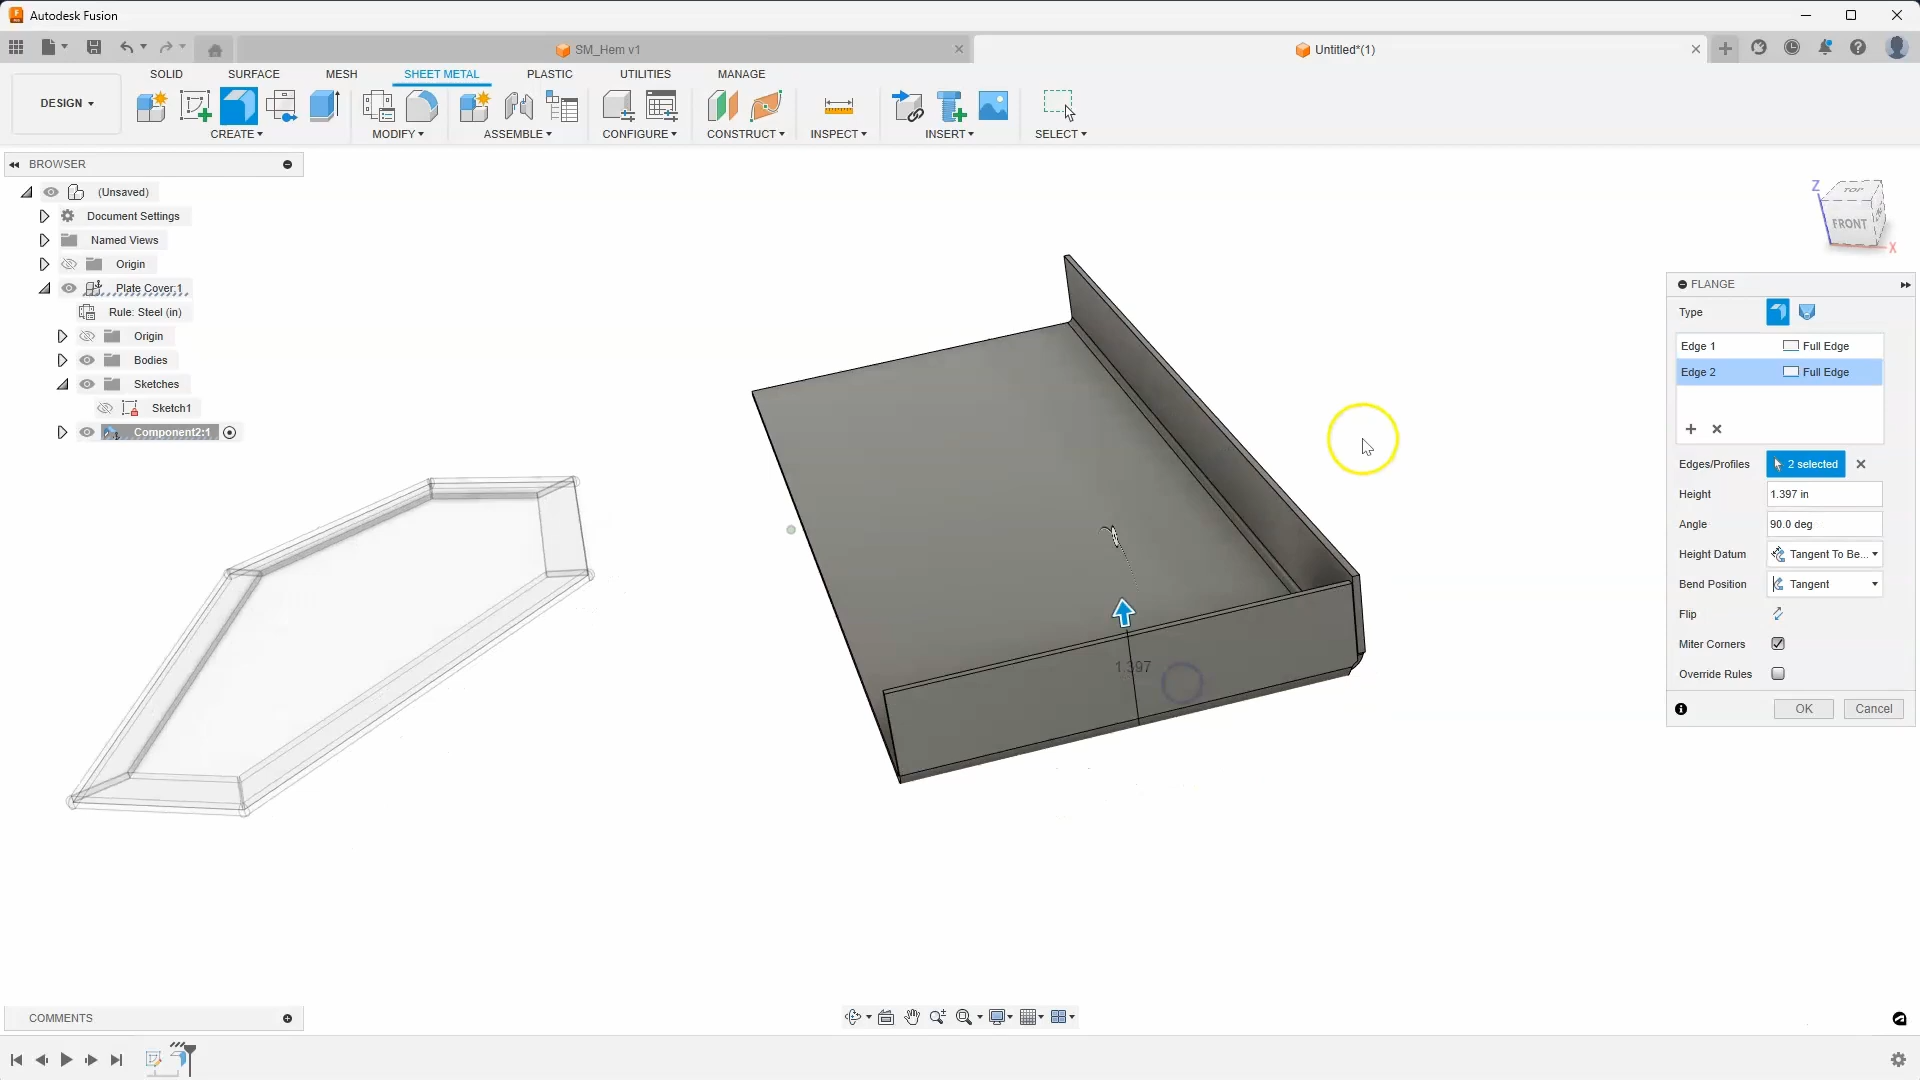 Autodesk Fusion
SM_Hem v1
Untitled*(1)
DESIGN
SOLID
SURFACE
MESH
SHEET METAL
PLASTIC
UTILITIES
MANAGE
CREATE
MODIFY
ASSEMBLE
CONFIGURE
CONSTRUCT
INSPECT
INSERT
SELECT
BROWSER
(Unsaved)
Document Settings
Named Views
Origin
Plate Cover:1
Rule: Steel (in)
Origin
Bodies
Sketches
Sketch1
Component2:1
1.397
Z
TOP
FRONT
X
FLANGE
Type
Edge 1 Full Edge
Edge 2 Full Edge
Edges/Profiles 2 selected
Height 1.397 in
Angle 90.0 deg
Height Datum Tangent To Be...
Bend Position Tangent
Flip
Miter Corners
Override Rules
OK Cancel
COMMENTS